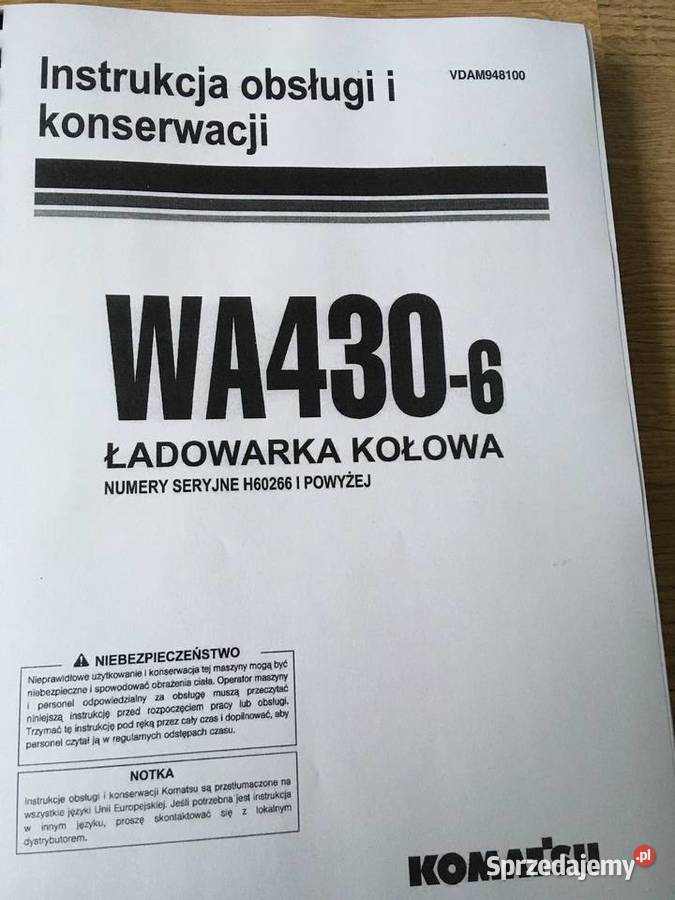 Instrukcja obsługi i
konserwacji
VDAM948100
WA430-6
ŁADOWARKA KOŁOWA
NUMERY SERYJNE H60266 I POWYŻEJ
NIEBEZPIECZEŃSTWO
Nieprawidłowe użytkowanie i konserwacja tej maszyny mogą być
niebezpieczne i spowodować obrażenia ciała. Operator maszyny
i personel odpowiedzialny za obsługę muszą przeczytać
niniejszą instrukcję przed rozpoczęciem pracy lub obsługi.
Trzymać tę instrukcję pod ręką przez cały czas i dopilnować, aby
personel czytał ją w regularnych odstępach czasu.
NOTKA
Instrukcje obsługi i konserwacji Komatsu są przetłumaczone na
wszystkie języki Unii Europejskiej. Jeśli potrzebna jest instrukcja
w innym języku, proszę skontaktować się z lokalnym
dystrybutorem.
KOMATSU
Sprzedajemy.pl